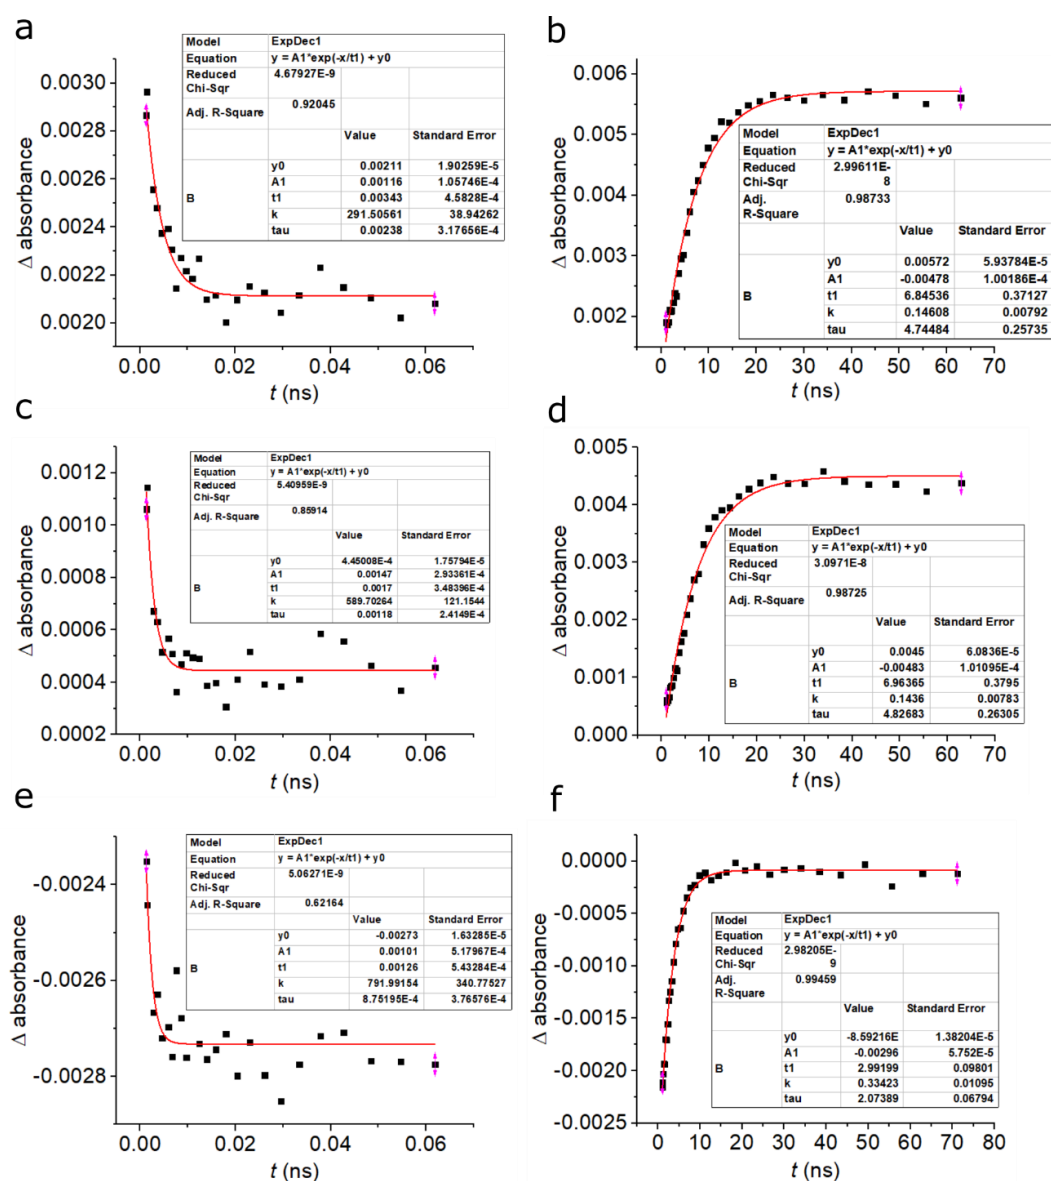 a
Δ absorbance
0.0030
0.0028
0.0026
0.0024
0.0022
0.0020
0.00 0.02 0.04 0.06
t (ns)
Model ExpDec1
Equation y = A1*exp(-x/t1) + y0
Reduced Chi-Sqr 4.67927E-9
Adj. R-Square 0.92045
Value Standard Error
B
y0 0.00211 1.90259E-5
A1 0.00116 1.05746E-4
t1 0.00343 4.5828E-4
k 291.50561 38.94262
tau 0.00238 3.17656E-4
b
Δ absorbance
0.006
0.005
0.004
0.003
0.002
0 10 20 30 40 50 60 70
t (ns)
Model ExpDec1
Equation y = A1*exp(-x/t1) + y0
Reduced Chi-Sqr 2.99611E-8
Adj. R-Square 0.98733
Value Standard Error
B
y0 0.00572 5.93784E-5
A1 -0.00478 1.00186E-4
t1 6.84536 0.37127
k 0.14608 0.00792
tau 4.74484 0.25735
c
Δ absorbance
0.0012
0.0010
0.0008
0.0006
0.0004
0.0002
0.00 0.02 0.04 0.06
t (ns)
Model ExpDec1
Equation y = A1*exp(-x/t1) + y0
Reduced Chi-Sqr 5.40959E-9
Adj. R-Square 0.85914
Value Standard Error
B
y0 4.45008E-4 1.75794E-5
A1 0.00147 2.93361E-4
t1 0.0017 3.48396E-4
k 589.70264 121.1544
tau 0.00118 2.4149E-4
d
Δ absorbance
0.005
0.004
0.003
0.002
0.001
0.000
0 10 20 30 40 50 60 70
t (ns)
Model ExpDec1
Equation y = A1*exp(-x/t1) + y0
Reduced Chi-Sqr 3.0971E-8
Adj. R-Square 0.98725
Value Standard Error
B
y0 0.0045 6.0836E-5
A1 -0.00483 1.01095E-4
t1 6.96365 0.3795
k 0.1436 0.00783
tau 4.82683 0.26305
e
Δ absorbance
-0.0024
-0.0026
-0.0028
0.00 0.02 0.04 0.06
t (ns)
Model ExpDec1
Equation y = A1*exp(-x/t1) + y0
Reduced Chi-Sqr 5.06271E-9
Adj. R-Square 0.62164
Value Standard Error
B
y0 -0.00273 1.63285E-5
A1 0.00101 5.17967E-4
t1 0.00126 5.43284E-4
k 791.99154 340.77527
tau 8.75195E-4 3.76576E-4
f
Δ absorbance
0.0000
-0.0005
-0.0010
-0.0015
-0.0020
-0.0025
0 10 20 30 40 50 60 70 80
t (ns)
Model ExpDec1
Equation y = A1*exp(-x/t1) + y0
Reduced Chi-Sqr 2.98205E-9
Adj. R-Square 0.99459
Value Standard Error
B
y0 -8.59216E 1.38204E-5
A1 -0.00296 5.752E-5
t1 2.99199 0.09801
k 0.33423 0.01095
tau 2.07389 0.06794